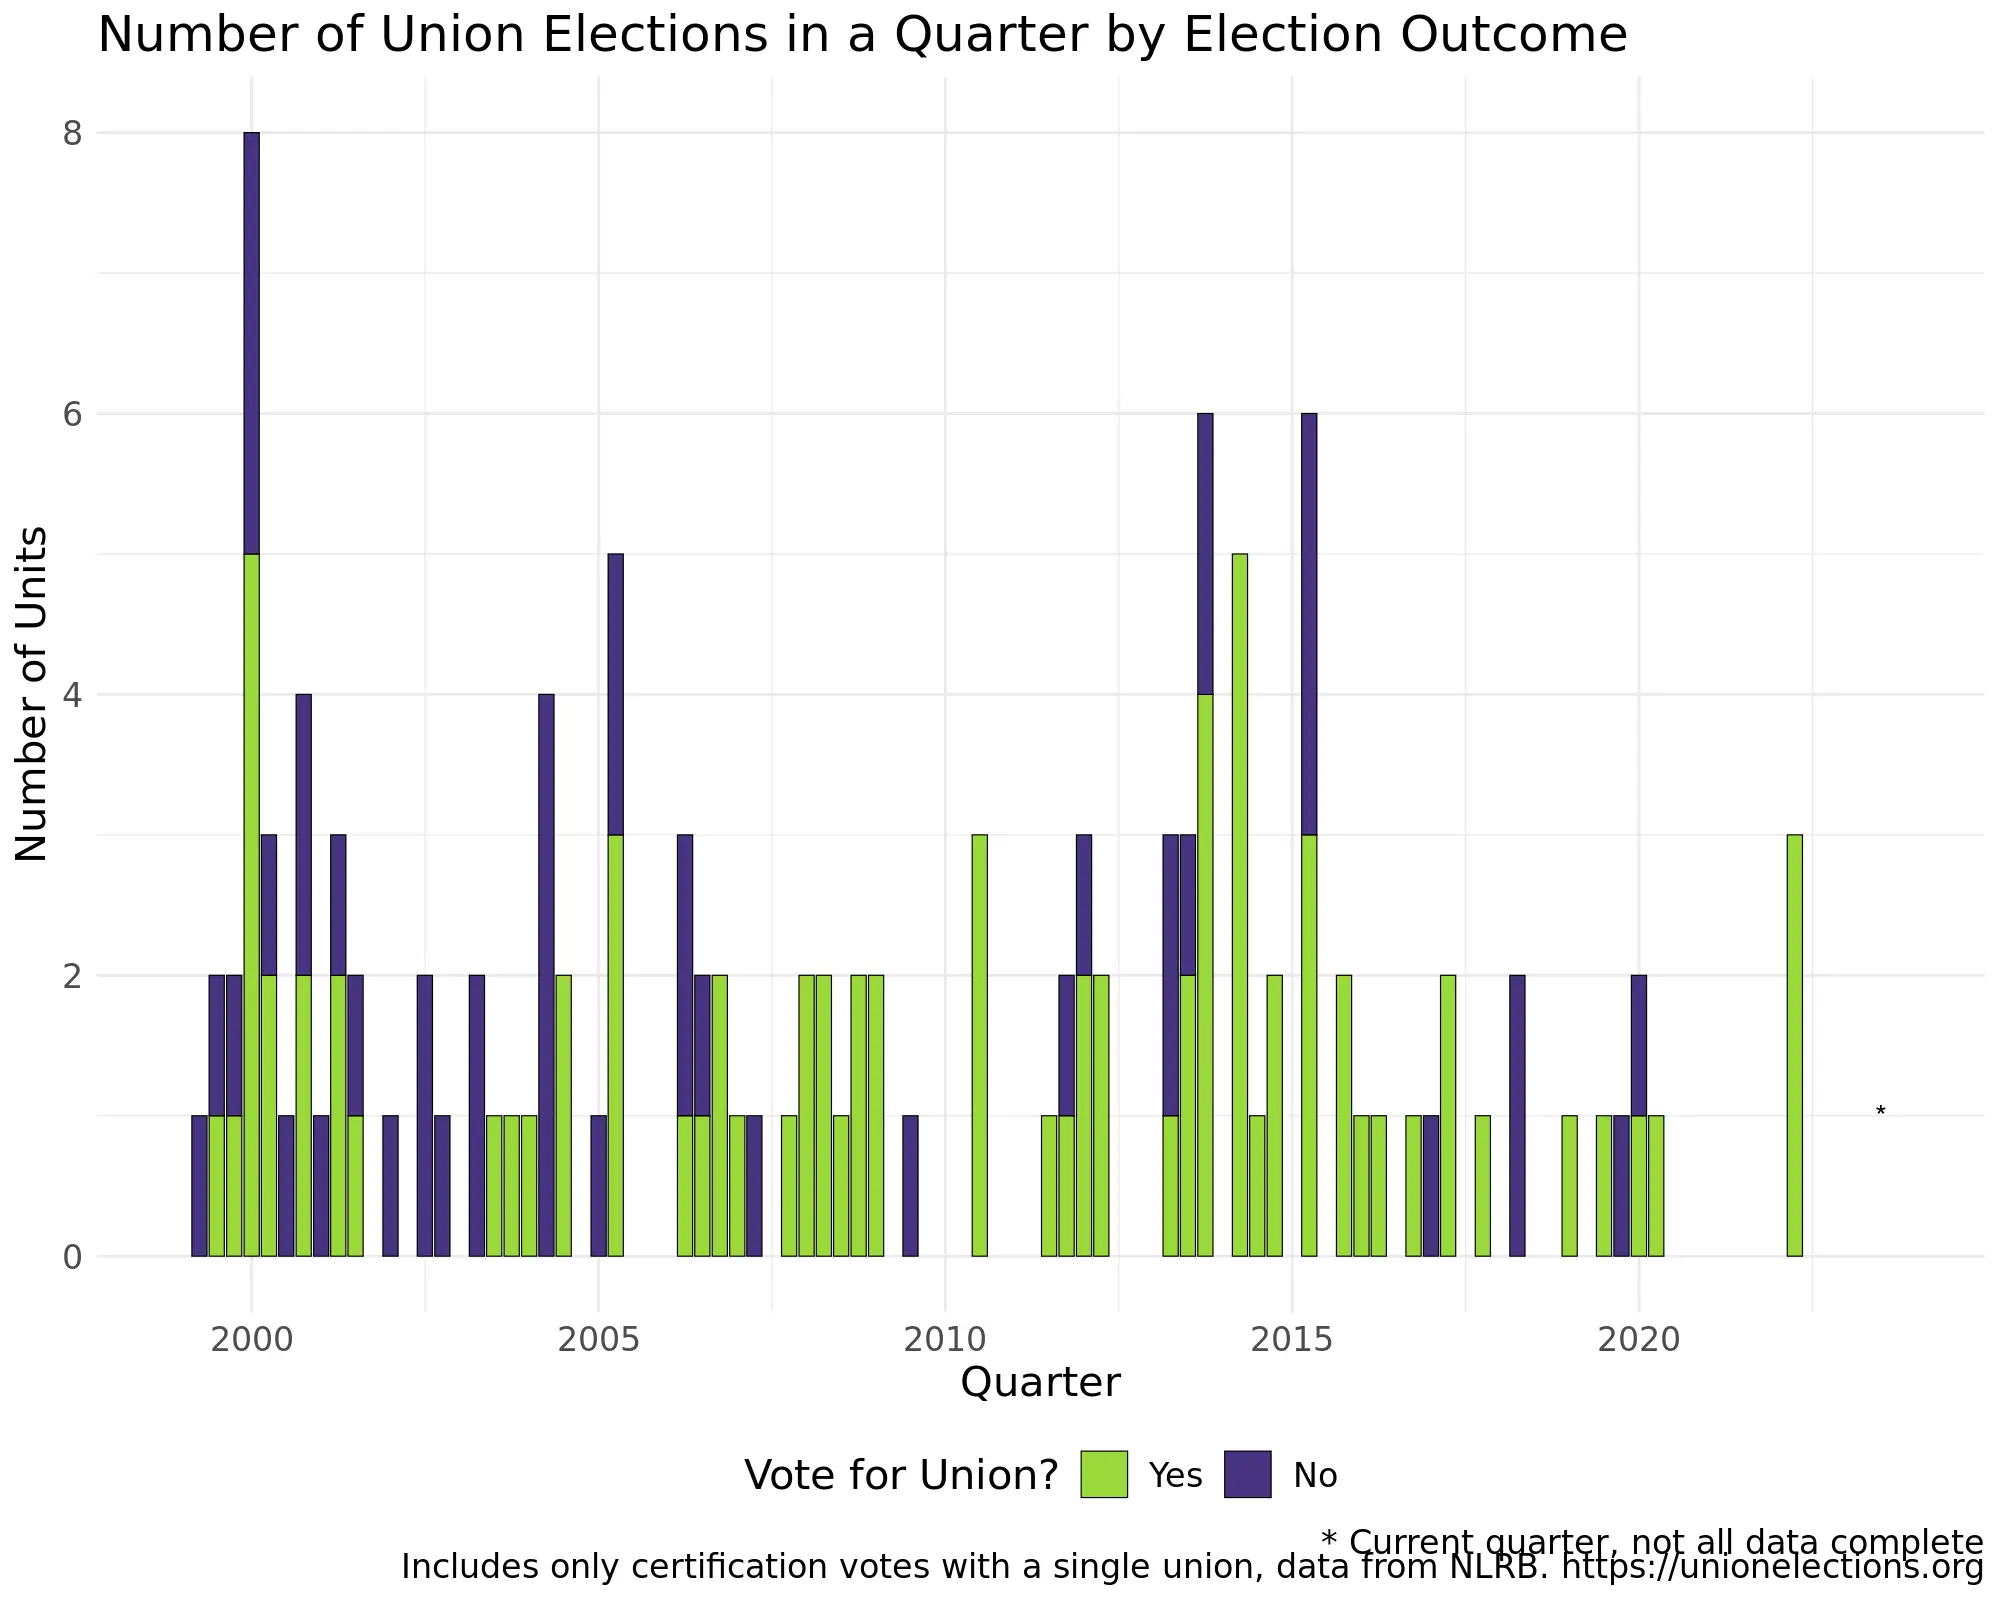 Number of Union Elections in a Quarter by Election Outcome
Number of Units
8
6
4
2
0
*
2000 2005 2010 2015 2020
Quarter
Vote for Union? Yes No
* Current quarter, not all data complete
Includes only certification votes with a single union, data from NLRB. https://unionelections.org